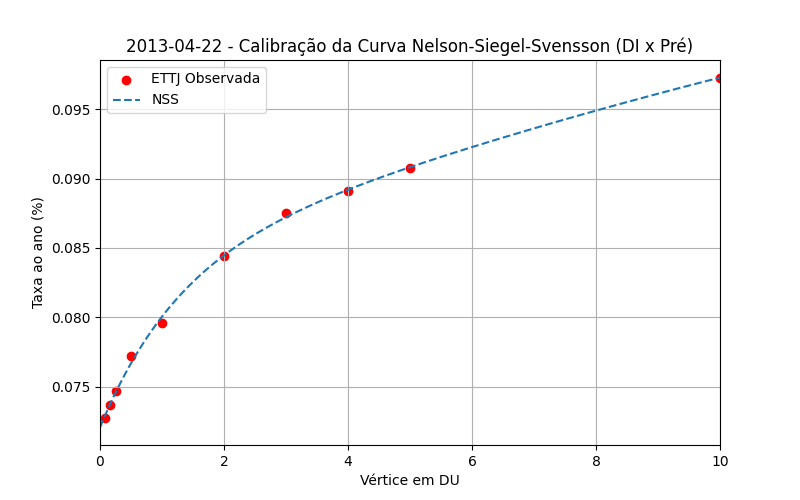 2013-04-22 - Calibração da Curva Nelson-Siegel-Svensson (DI x Pré)
ETTJ Observada
NSS
Taxa ao ano (%)
0.095
0.090
0.085
0.080
0.075
0 2 4 6 8 10
Vértice em DU